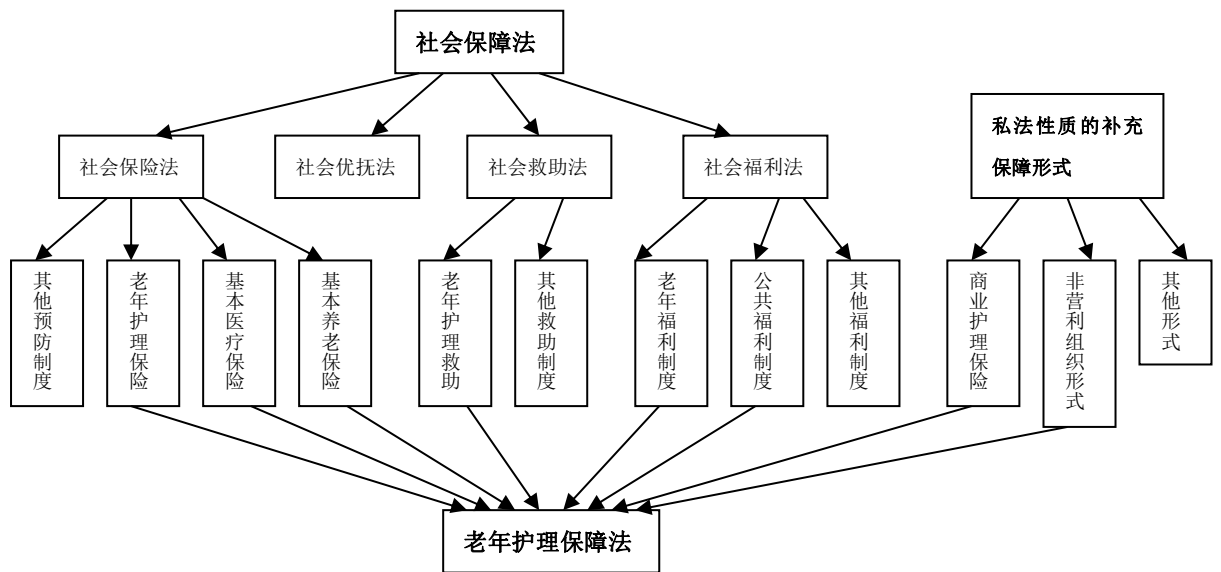 社会保障法
私法性质的补充
保障形式
社会保险法
社会优抚法
社会救助法
社会福利法
其他预防制度
老年护理保险
基本医疗保险
基本养老保险
老年护理救助
其他救助制度
老年福利制度
公共福利制度
其他福利制度
商业护理保险
非营利组织形式
其他形式
老年护理保障法